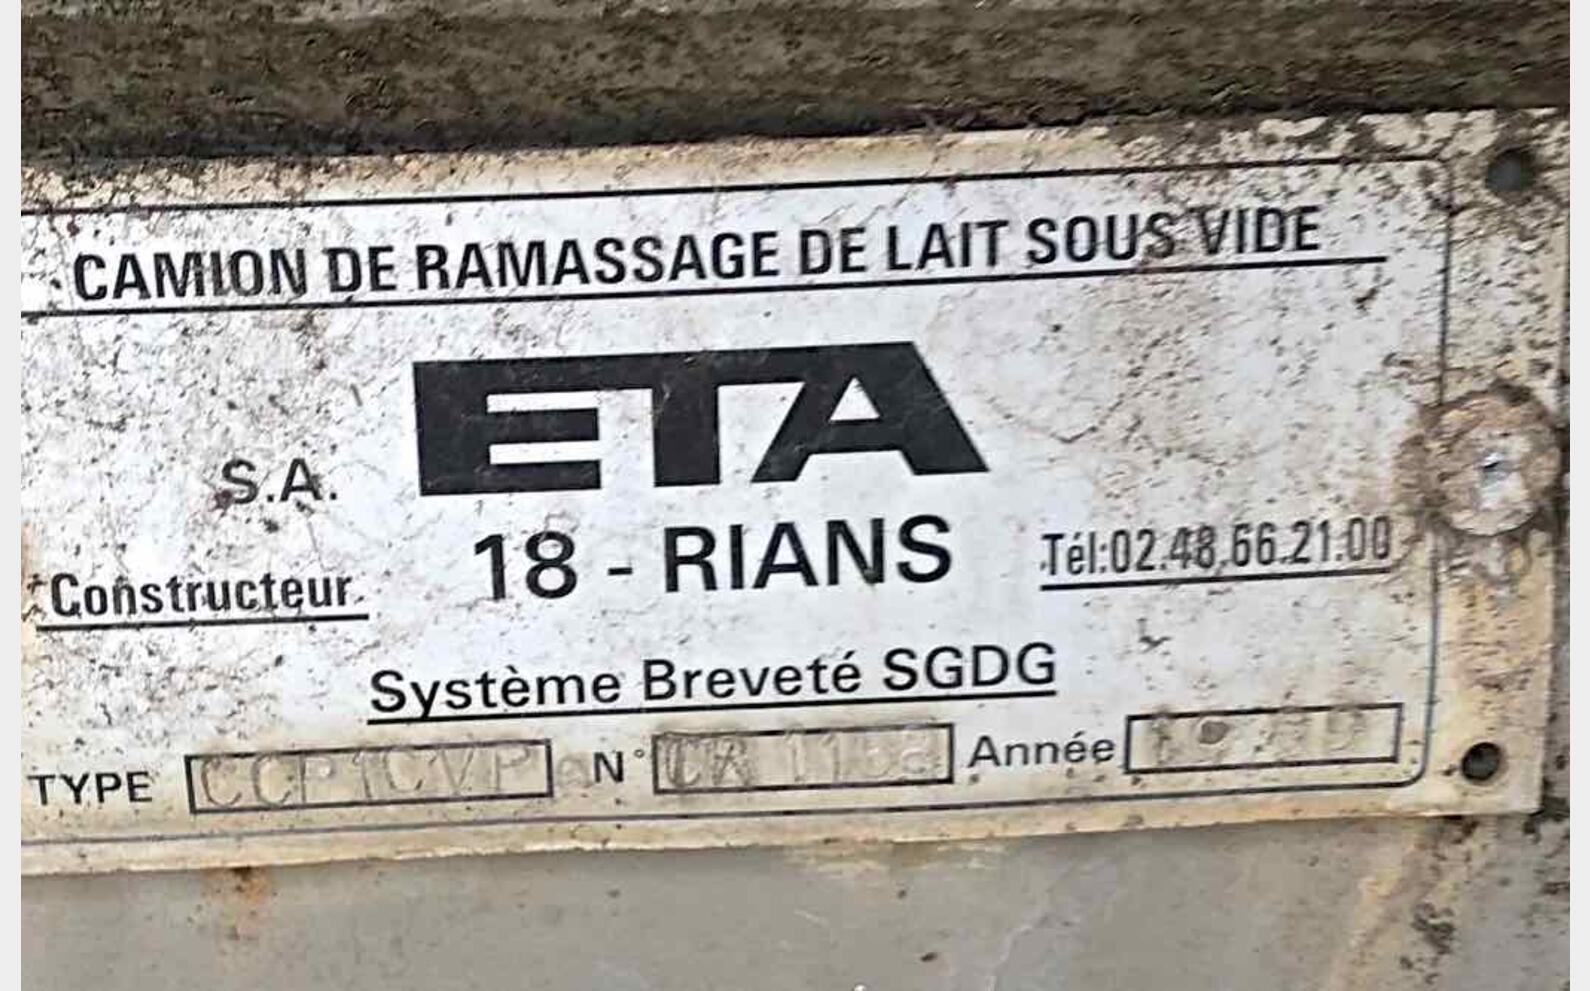 CAMION DE RAMASSAGE DE LAIT SOUS VIDE
S.A. ETA
Constructeur 18 - RIANS Tél:02.48.66.21.00
Système Breveté SGDG
TYPE N° Année